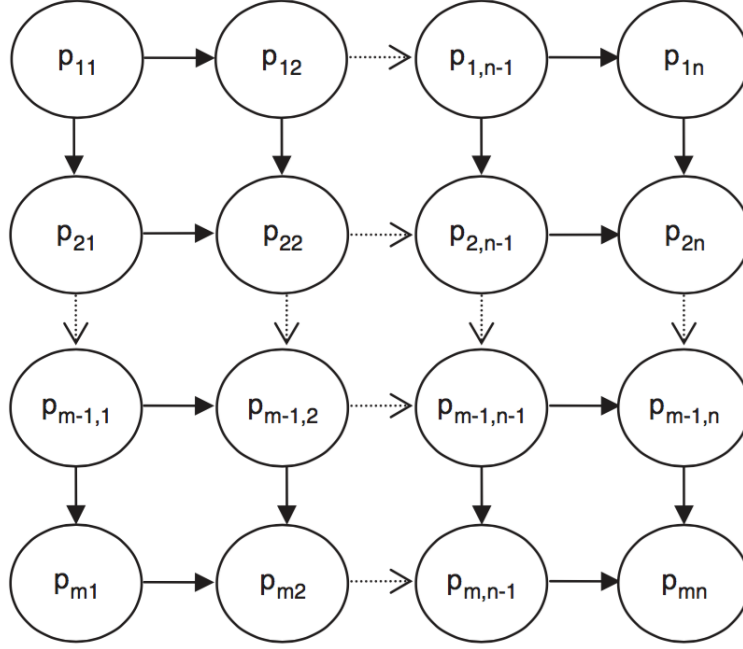 p11 p12 p1,n-1 p1n
p21 p22 p2,n-1 p2n
pm-1,1 pm-1,2 pm-1,n-1 pm-1,n
pm1 pm2 pm,n-1 pmn